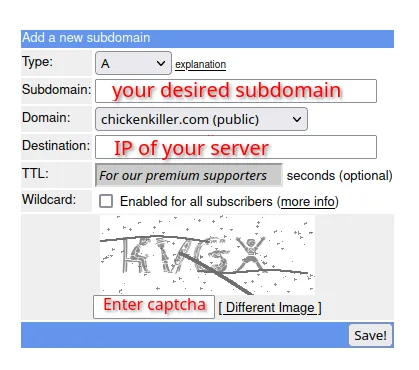 Add a new subdomain
Type: A explanation
Subdomain: your desired subdomain
Domain: chickenkiller.com (public)
Destination: IP of your server
TTL: For our premium supporters seconds (optional)
Wildcard: Enabled for all subscribers (more info)
Enter captcha [ Different Image ]
Save!